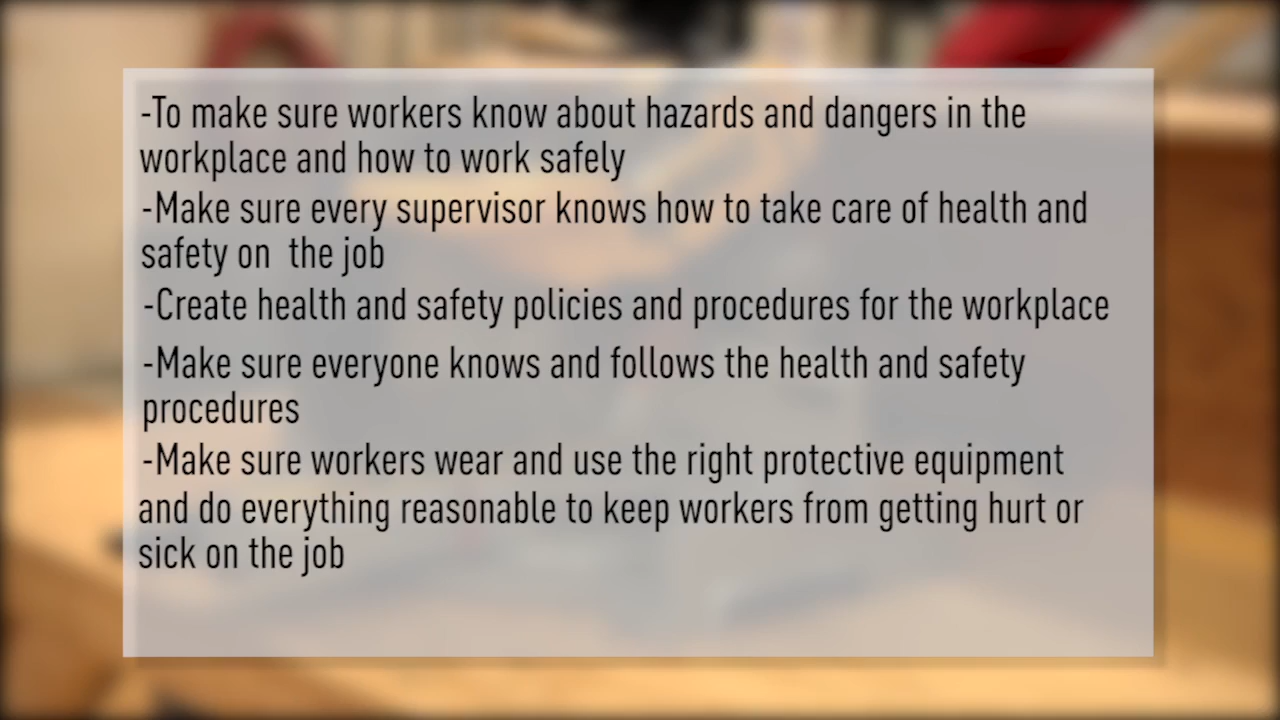 -To make sure workers know about hazards and dangers in the
workplace and how to work safely
-Make sure every supervisor knows how to take care of health and
safety on  the job
-Create health and safety policies and procedures for the workplace
-Make sure everyone knows and follows the health and safety
procedures
-Make sure workers wear and use the right protective equipment
and do everything reasonable to keep workers from getting hurt or
sick on the job